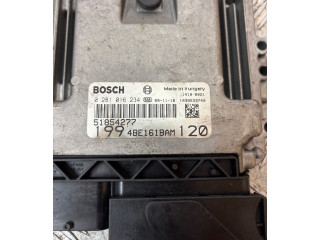 BOSCH
Made in Hungary
0 281 016 234
51854277
199 4BE161BAM 120